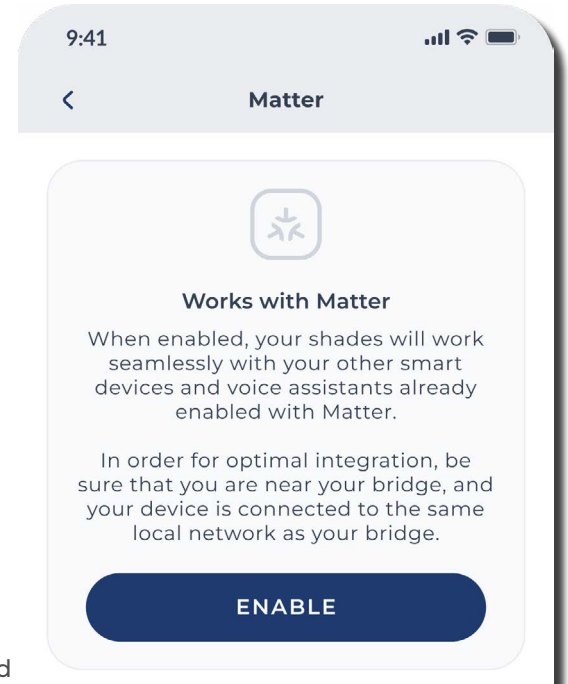 9:41
Matter
Works with Matter
When enabled, your shades will work
seamlessly with your other smart
devices and voice assistants already
enabled with Matter.
In order for optimal integration, be
sure that you are near your bridge, and
your device is connected to the same
local network as your bridge.
ENABLE